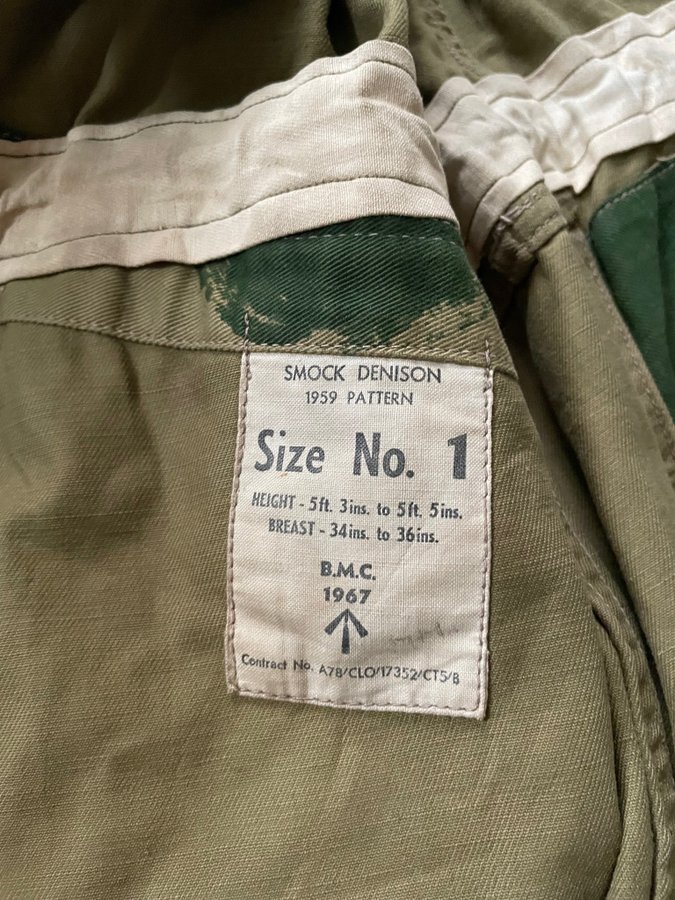 SMOCK DENISON
1959 PATTERN
Size No. 1
HEIGHT - 5ft. 3ins. to 5ft. 5ins.
BREAST - 34ins. to 36ins.
B.M.C.
1967
Contract No. A78/CLO/17352/CT5/B